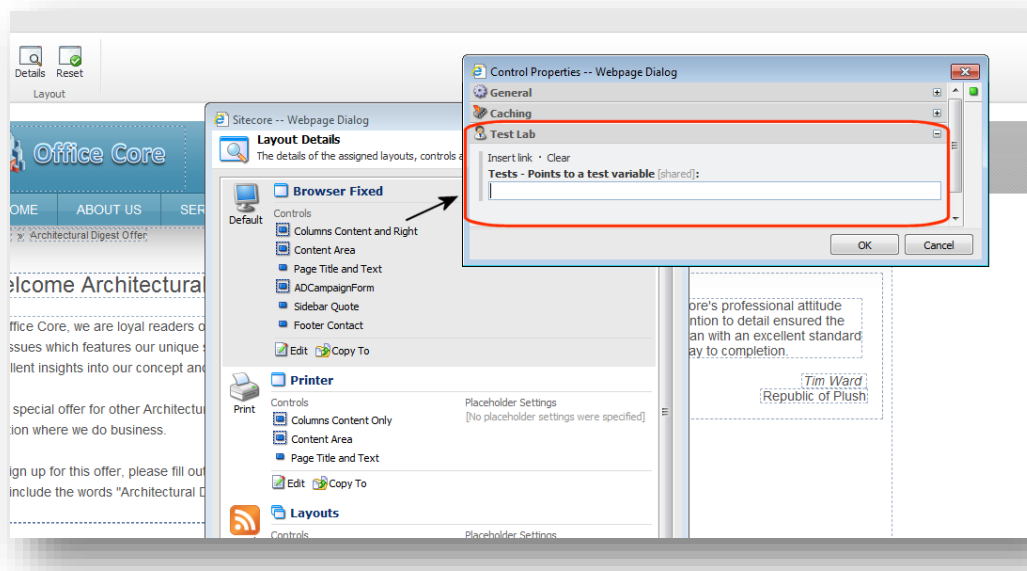 Details Reset
Layout
Office Core
OME ABOUT US SER
» Architectural Digest Offer
elcome Architectural
ffice Core, we are loyal readers o
ssues which features our unique s
llent insights into our concept and
special offer for other Architectu
ion where we do business.
ign up for this offer, please fill out
include the words "Architectural D
Sitecore -- Webpage Dialog
Layout Details
The details of the assigned layouts, controls a
Default
Browser Fixed
Controls
Columns Content and Right
Content Area
Page Title and Text
ADCampaignForm
Sidebar Quote
Footer Contact
Edit Copy To
Print
Printer
Controls
Placeholder Settings
Columns Content Only
[No placeholder settings were specified]
Content Area
Page Title and Text
Edit Copy To
Layouts
Controls
Placeholder Settings
Control Properties -- Webpage Dialog
General
Caching
Test Lab
Insert link · Clear
Tests - Points to a test variable [shared]:
OK Cancel
ore's professional attitude
ntion to detail ensured the
an with an excellent standard
ay to completion.
Tim Ward
Republic of Plush